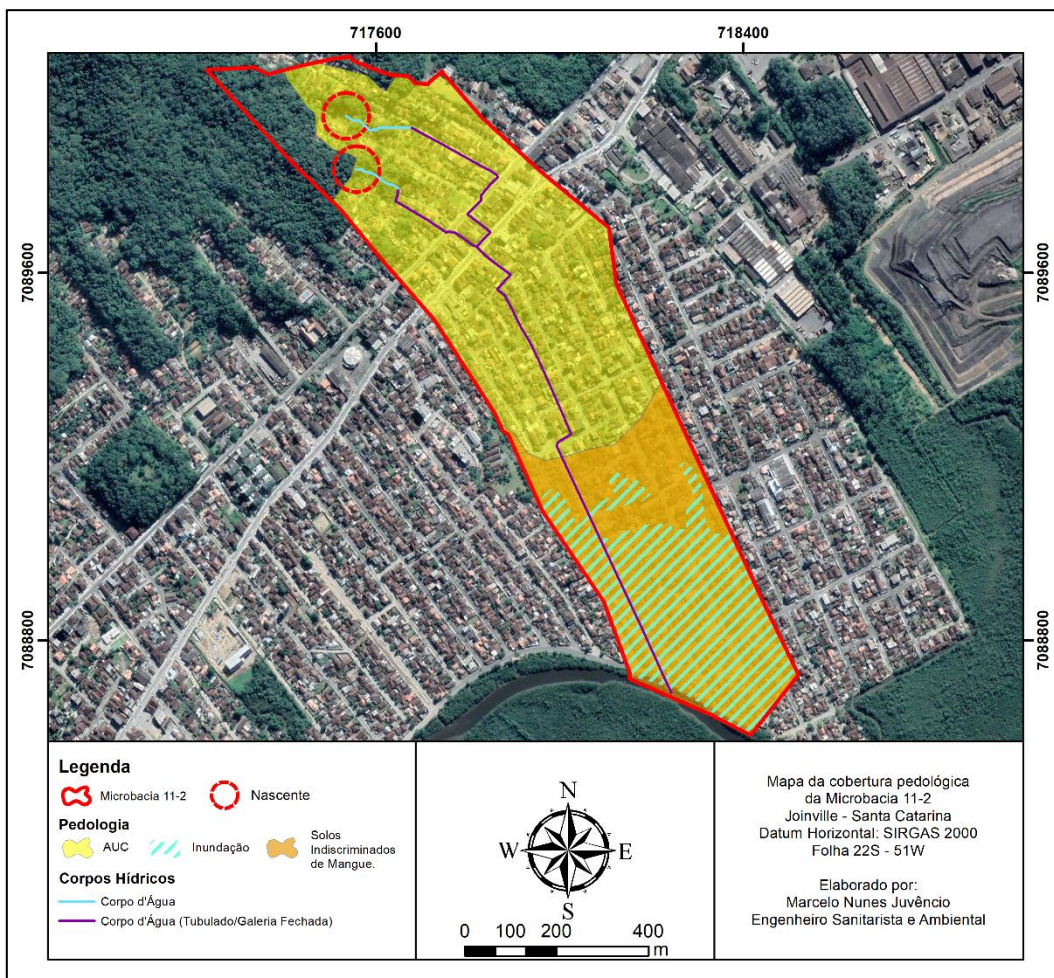 717600
718400
7089600
7089600
7088800
7088800
Legenda
Microbacia 11-2
Nascente
Pedologia
AUC
Inundação
Solos
Indiscriminados
de Mangue.
Corpos Hídricos
Corpo d'Água
Corpo d'Água (Tubulado/Galeria Fechada)
N
W
E
S
0 100 200 400
m
Mapa da cobertura pedológica
da Microbacia 11-2
Joinville - Santa Catarina
Datum Horizontal: SIRGAS 2000
Folha 22S - 51W
Elaborado por:
Marcelo Nunes Juvêncio
Engenheiro Sanitarista e Ambiental